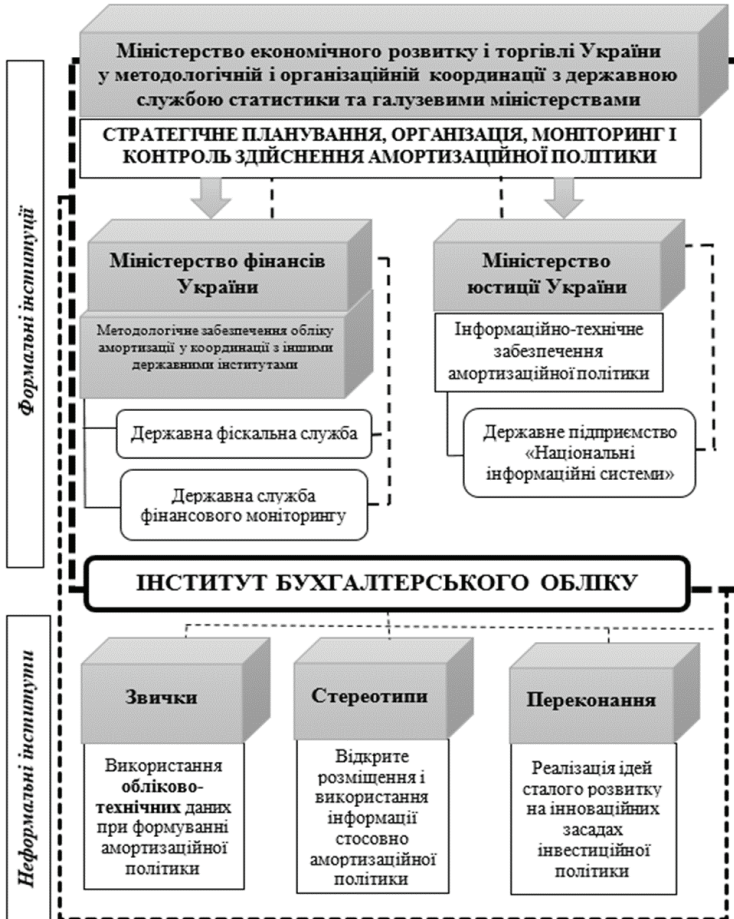 Формальні інституції
Міністерство економічного розвитку і торгівлі України
у методологічній і організаційній координації з державною
службою статистики та галузевими міністерствами
СТРАТЕГІЧНЕ ПЛАНУВАННЯ, ОРГАНІЗАЦІЯ, МОНІТОРИНГ І
КОНТРОЛЬ ЗДІЙСНЕННЯ АМОРТИЗАЦІЙНОЇ ПОЛІТИКИ
Міністерство фінансів
України
Методологічне забезпечення обліку
амортизації у координації з іншими
державними інститутами
Державна фіскальна служба
Державна служба
фінансового моніторингу
Міністерство
юстиції України
Інформаційно-технічне
забезпечення
амортизаційної політики
Державне підприємство
«Національні
інформаційні системи»
ІНСТИТУТ БУХГАЛТЕРСЬКОГО ОБЛІКУ
Неформальні інститути
Звички
Використання
обліково-
технічних даних
при формуванні
амортизаційної
політики
Стереотипи
Відкрите
розміщення і
використання
інформації
стосовно
амортизаційної
політики
Переконання
Реалізація ідей
сталого розвитку
на інноваційних
засадах
інвестиційної
політики